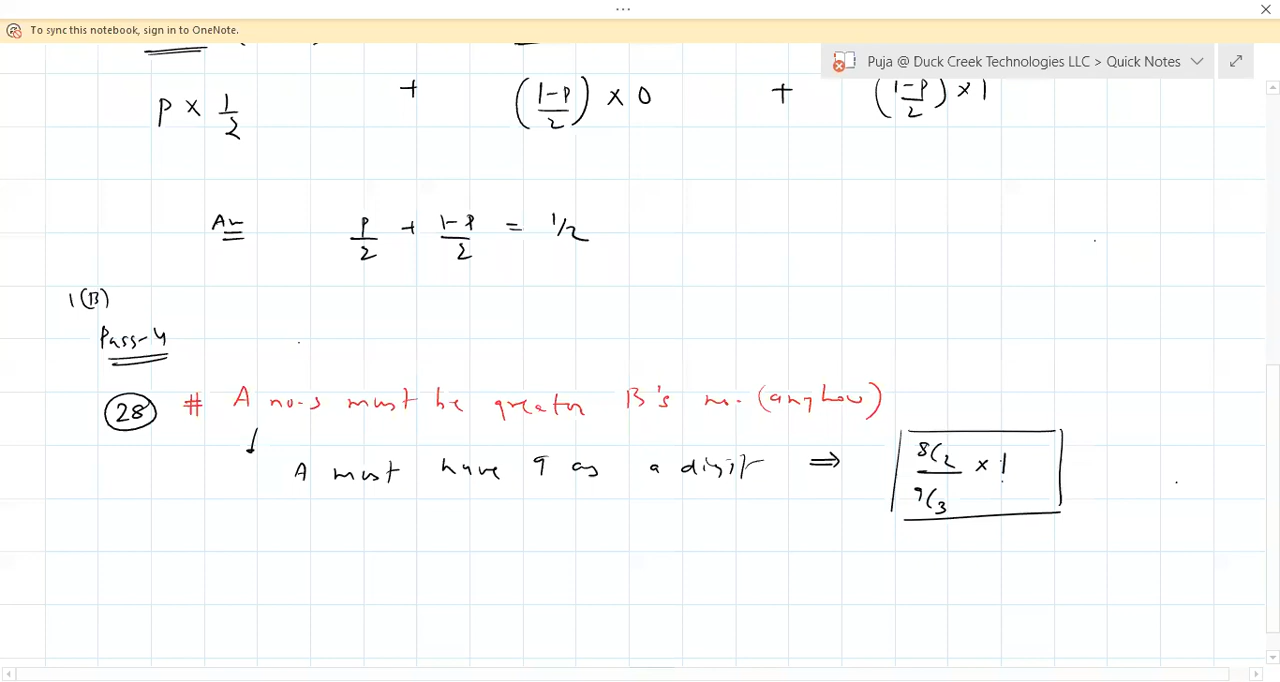 ...
To sync this notebook, sign in to OneNote.
Puja @ Duck Creek Technologies LLC > Quick Notes
P × 1/2 + (1-P/2) × 0 + (1-P/2) × 1
An P/2 + 1-P/2 = 1/2
1(B)
Pass-4
28 # A no-s must be greater B's no. (anyhow)
↓
A must have 9 as a digit ⇒ 8C2/9C3 × 1